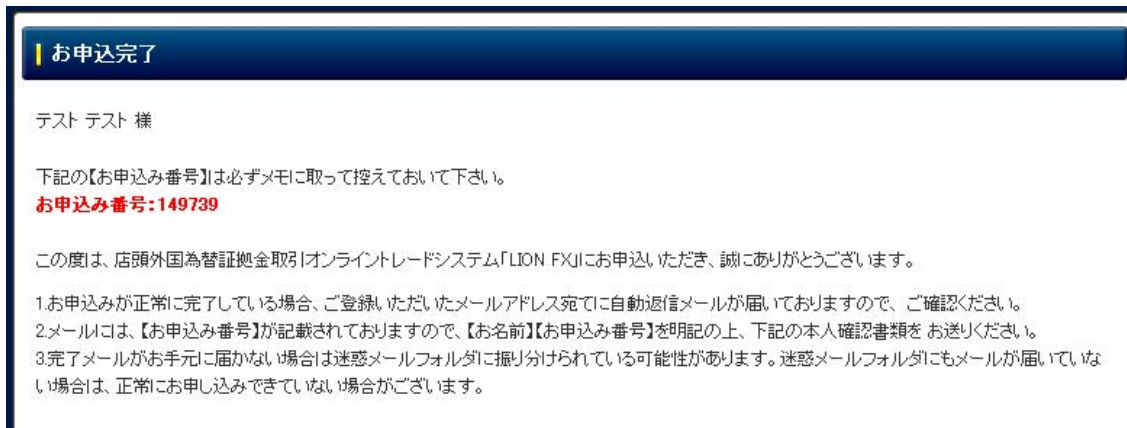 お申込完了
テスト テスト 様
下記の【お申込み番号】は必ずメモに取って控えておいて下さい。
お申込み番号:149739
この度は、店頭外国為替証拠金取引オンライントレードシステム「LION FX」にお申込いただき、誠にありがとうございます。
1.お申込みが正常に完了している場合、ご登録いただいたメールアドレス宛てに自動返信メールが届いておりますので、ご確認ください。
2.メールには、【お申込み番号】が記載されておりますので、【お名前】【お申込み番号】を明記の上、下記の本人確認書類を お送りください。
3.完了メールがお手元に届かない場合は迷惑メールフォルダに振り分けられている可能性があります。迷惑メールフォルダにもメールが届いていな
い場合は、正常にお申し込みできていない場合がございます。